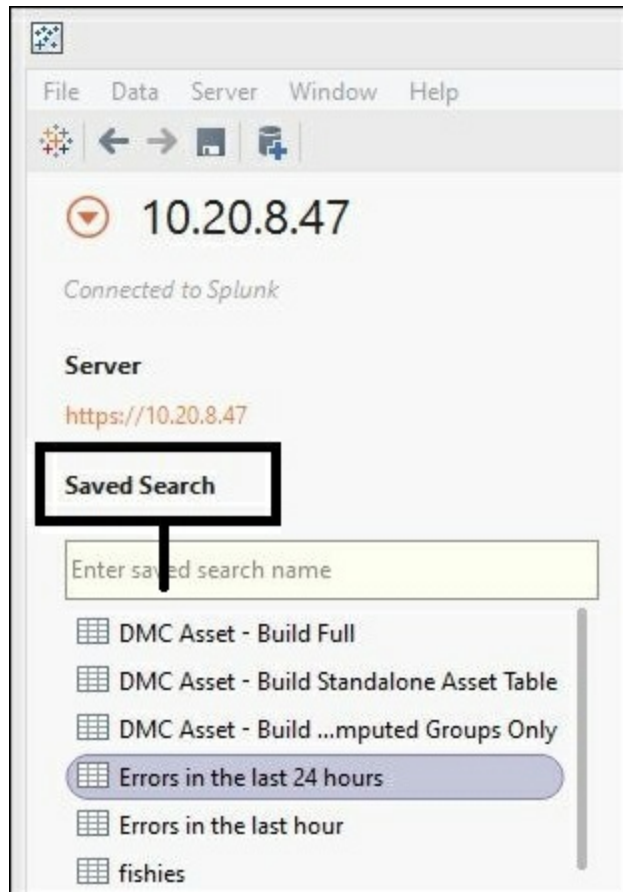 File Data Server Window Help
10.20.8.47
Connected to Splunk
Server
https://10.20.8.47
Saved Search
Enter saved search name
DMC Asset - Build Full
DMC Asset - Build Standalone Asset Table
DMC Asset - Build ...mputed Groups Only
Errors in the last 24 hours
Errors in the last hour
fishies